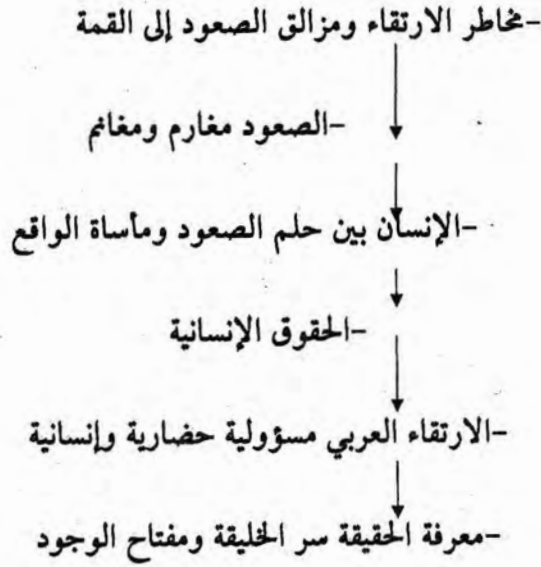 -مخاطر الارتقاء ومزالق الصعود إلى القمة
-الصعود مغارم ومغانم
-الإنسان بين حلم الصعود ومأساة الواقع
-الحقوق الإنسانية
-الارتقاء العربي مسؤولية حضارية وإنسانية
-معرفة الحقيقة سر الخليقة ومفتاح الوجود